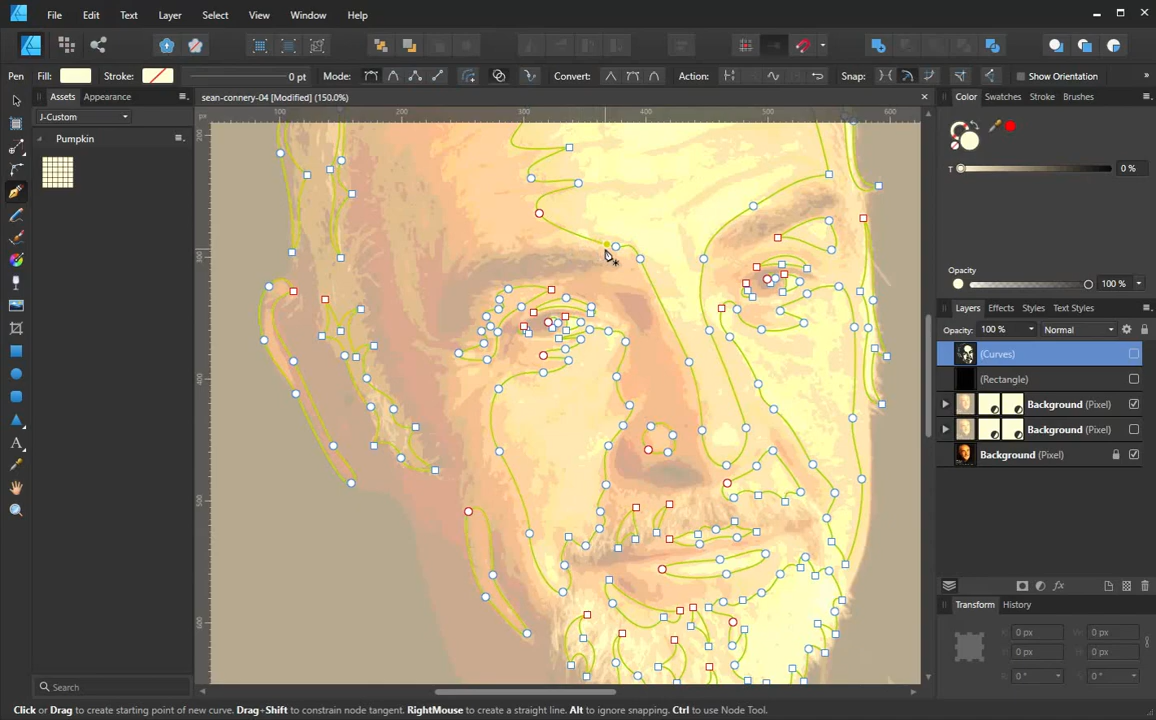 File Edit Text Layer Select View Window Help
Pen Fill: Stroke: 0 pt Mode: Convert: Action: Snap: Show Orientation »
Assets Appearance
J-Custom
Pumpkin
Search
sean-connery-04 [Modified] (150.0%)
px 100 200 300 400 500 600
200
300
400
500
600
Color Swatches Stroke Brushes
T 0 %
Opacity
100 %
Layers Effects Styles Text Styles
Opacity: 100 % Normal
(Curves)
(Rectangle)
Background (Pixel)
Background (Pixel)
Background (Pixel)
fx
Transform History
X: 0 px W: 0 px
Y: 0 px H: 0 px
R: 0 ° S: 0 °
Click or Drag to create starting point of new curve. Drag+Shift to constrain node tangent. RightMouse to create a straight line. Alt to ignore snapping. Ctrl to use Node Tool.